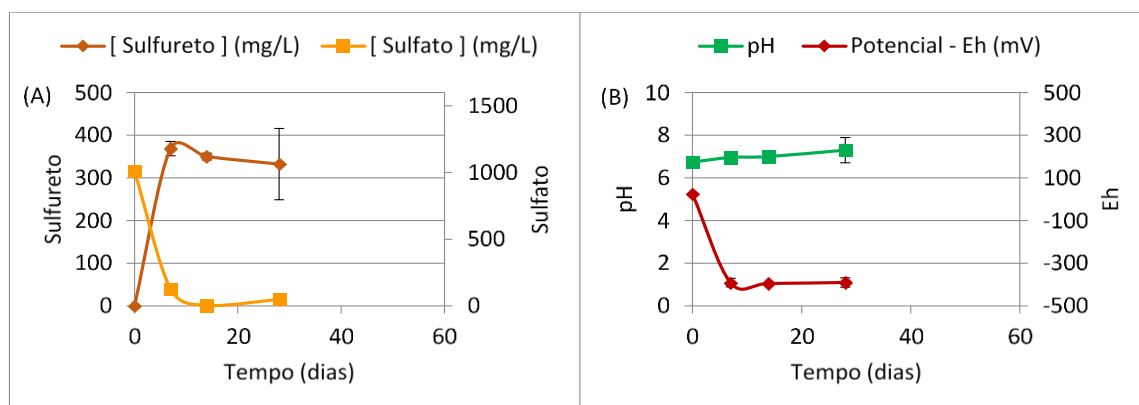 [ Sulfureto ] (mg/L) [ Sulfato ] (mg/L)
(A)
500
400
300
200
100
0
Sulfureto
1500
1000
500
0
Sulfato
0 20 40 60
Tempo (dias)
pH Potencial - Eh (mV)
(B)
10
8
6
4
2
0
pH
500
300
100
-100
-300
-500
Eh
0 20 40 60
Tempo (dias)